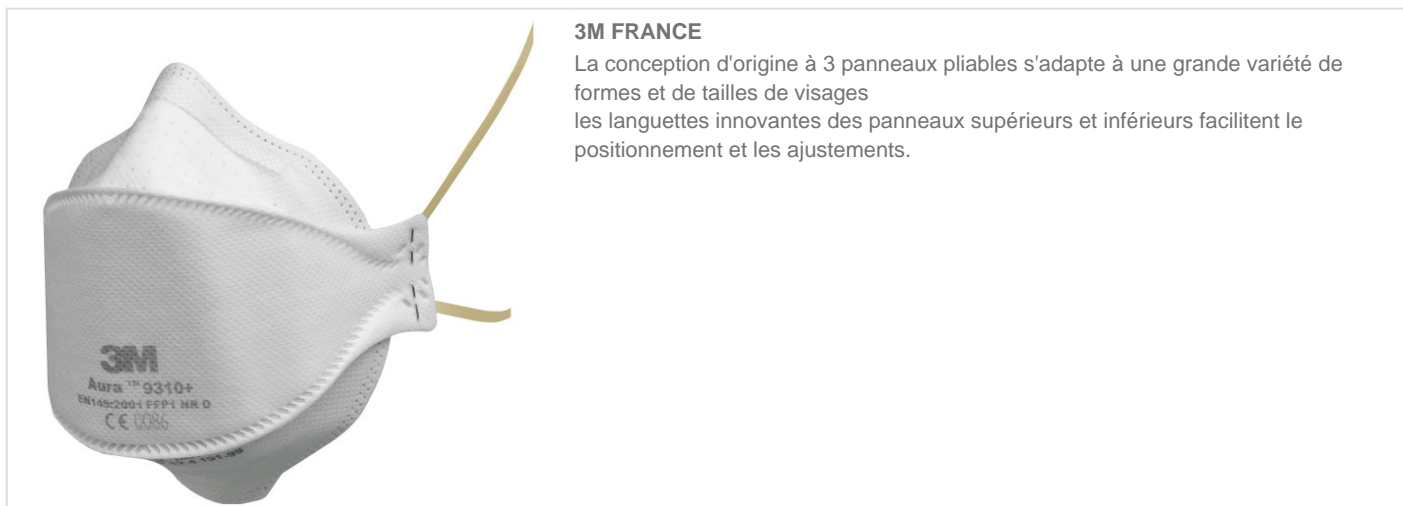 3M FRANCE
La conception d'origine à 3 panneaux pliables s'adapte à une grande variété de
formes et de tailles de visages
les languettes innovantes des panneaux supérieurs et inférieurs facilitent le
positionnement et les ajustements.
3M
Aura ™ 9310+
EN149:2001 FFP1 NR D
CE 0086